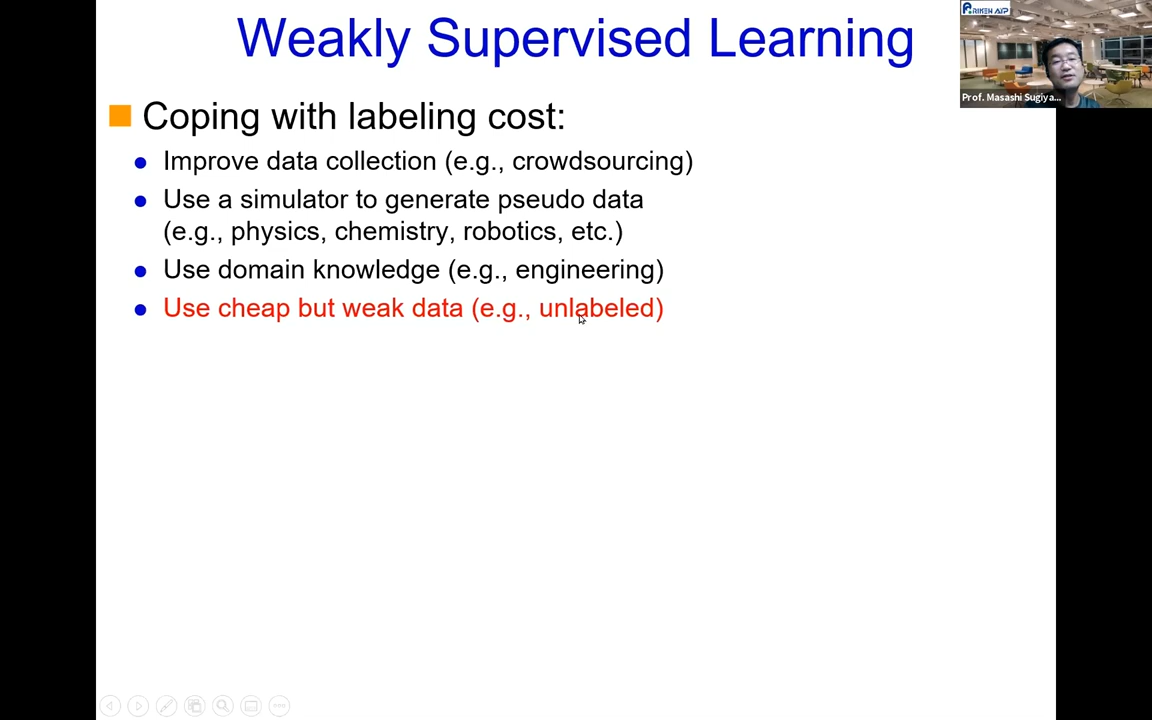 Weakly Supervised Learning
RIKEN AIP
Prof. Masashi Sugiya...
Coping with labeling cost:
Improve data collection (e.g., crowdsourcing)
Use a simulator to generate pseudo data
(e.g., physics, chemistry, robotics, etc.)
Use domain knowledge (e.g., engineering)
Use cheap but weak data (e.g., unlabeled)